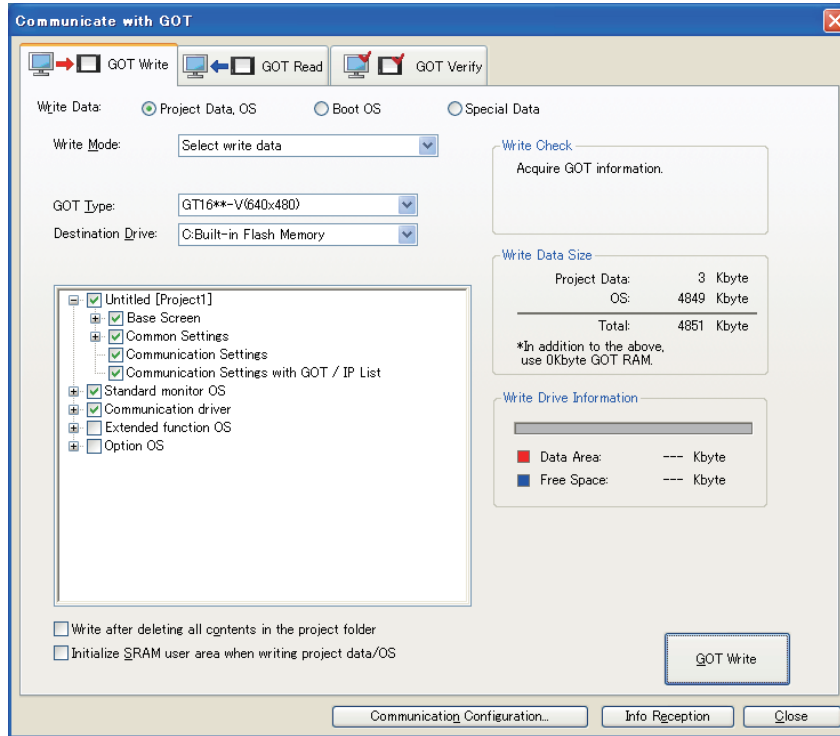 Communicate with GOT
GOT Write GOT Read GOT Verify
Write Data: Project Data, OS Boot OS Special Data
Write Mode: Select write data
GOT Type: GT16**-V(640x480)
Destination Drive: C:Built-in Flash Memory
Untitled [Project1]
Base Screen
Common Settings
Communication Settings
Communication Settings with GOT / IP List
Standard monitor OS
Communication driver
Extended function OS
Option OS
Write after deleting all contents in the project folder
Initialize SRAM user area when writing project data/OS
Write Check
Acquire GOT information.
Write Data Size
Project Data: 3 Kbyte
OS: 4849 Kbyte
Total: 4851 Kbyte
*In addition to the above,
use 0Kbyte GOT RAM.
Write Drive Information
Data Area: --- Kbyte
Free Space: --- Kbyte
GOT Write
Communication Configuration... Info Reception Close